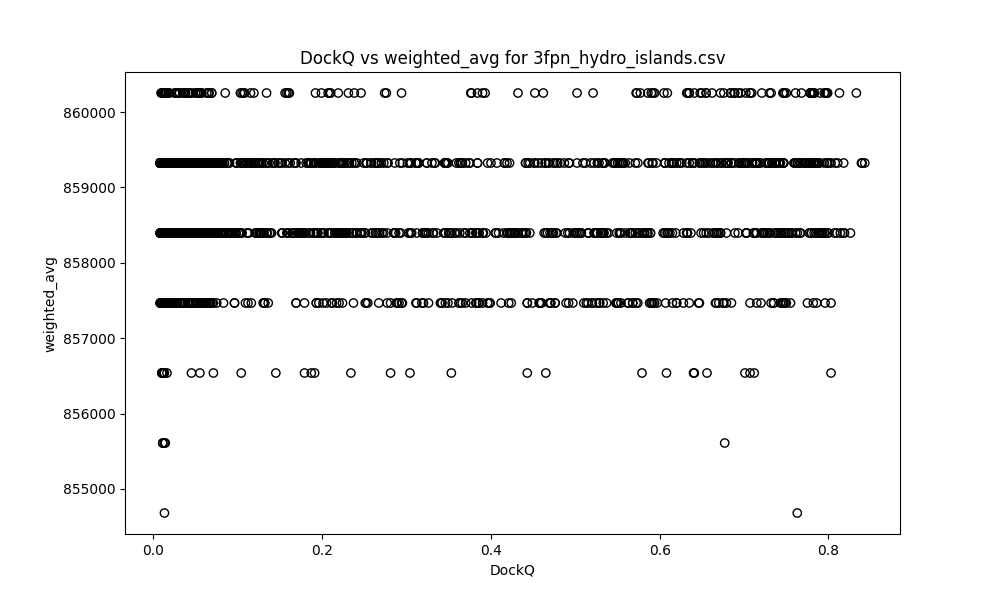 DockQ vs weighted_avg for 3fpn_hydro_islands.csv
860000
859000
858000
857000
856000
855000
weighted_avg
0.0 0.2 0.4 0.6 0.8
DockQ